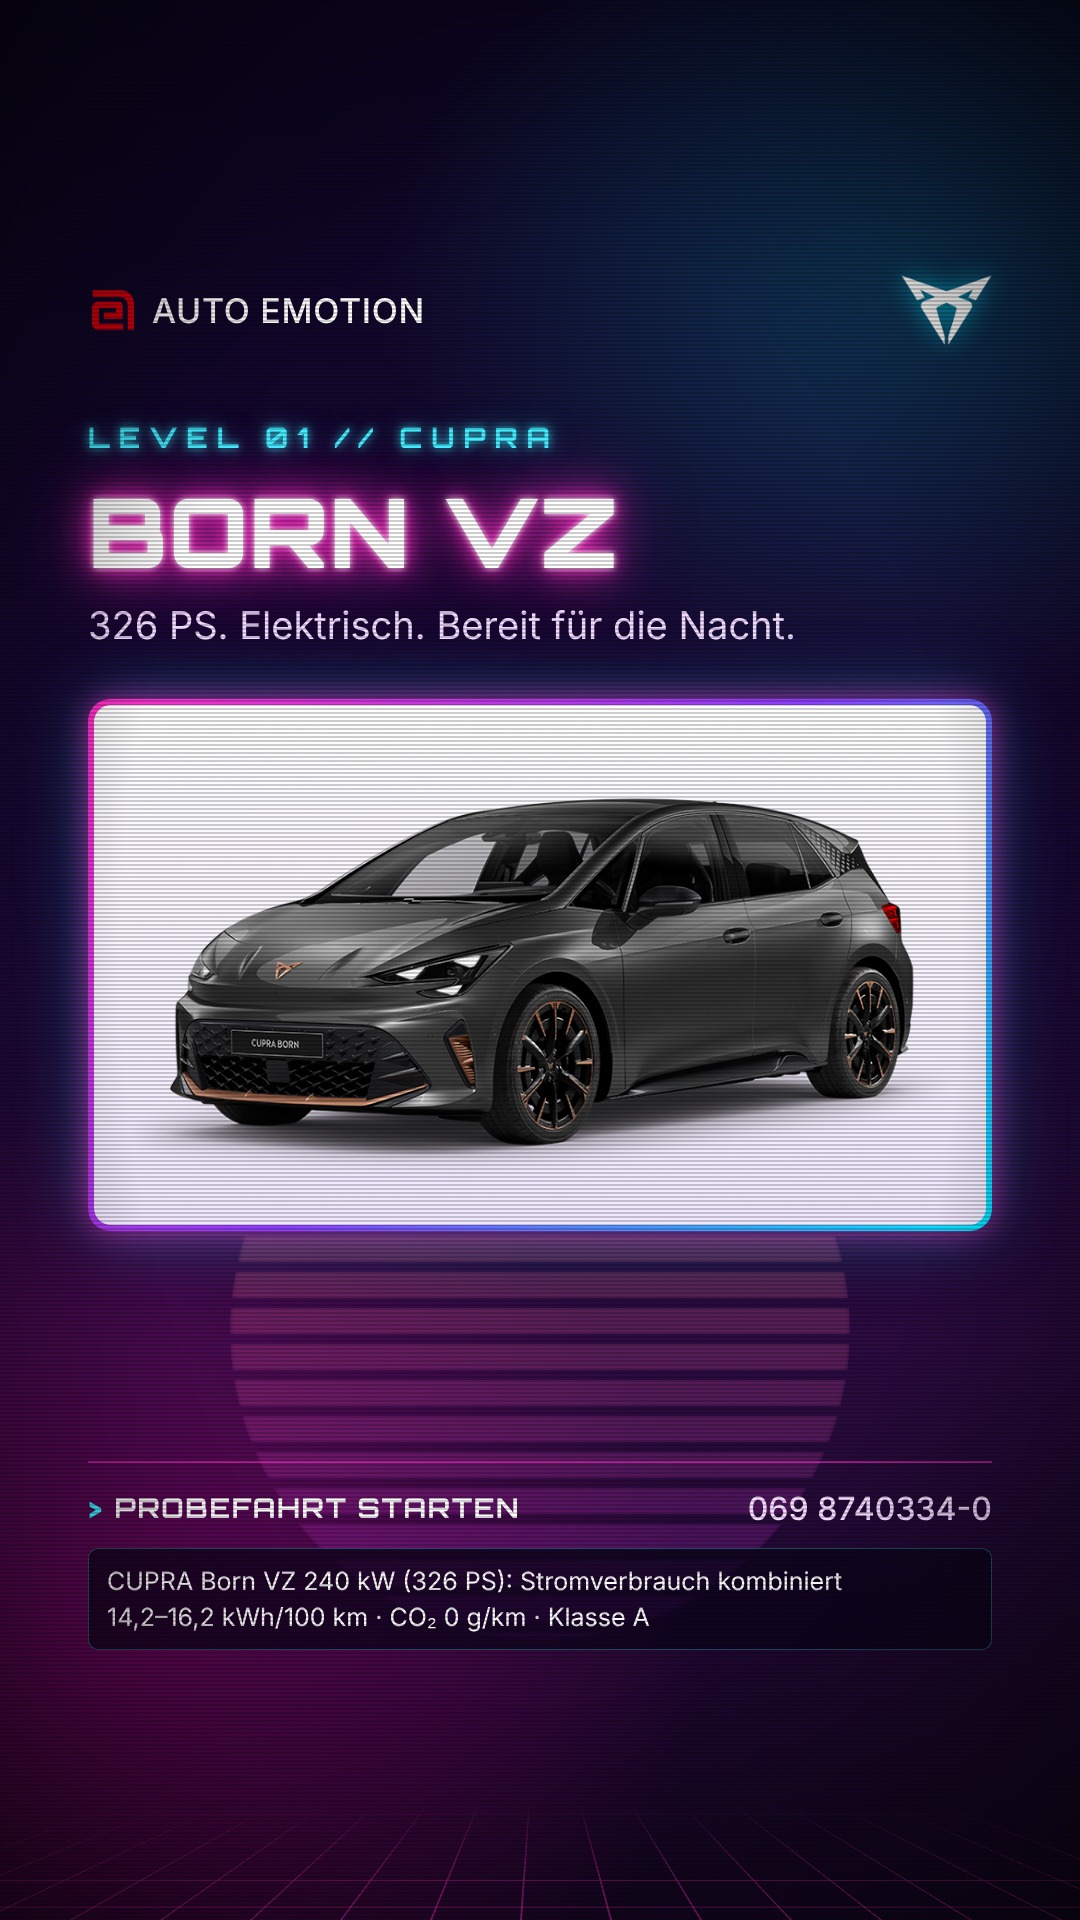 AUTO EMOTION
LEVEL 01 // CUPRA
BORN VZ
326 PS. Elektrisch. Bereit für die Nacht.
CUPRA BORN
> PROBEFAHRT STARTEN
069 8740334-0
CUPRA Born VZ 240 kW (326 PS): Stromverbrauch kombiniert
14,2–16,2 kWh/100 km · CO₂ 0 g/km · Klasse A